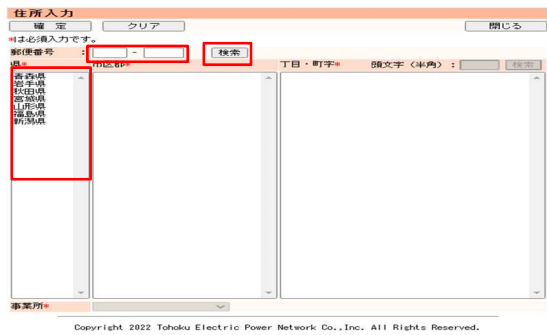 住所入力
確 定 クリア 閉じる
*は必須入力です。
郵便番号 : - 検索
県* 市区郡* 丁目・町字* 頭文字(半角): 検索
青森県
岩手県
秋田県
宮城県
山形県
福島県
新潟県
事業所*
Copyright 2022 Tohoku Electric Power Network Co.,Inc. All Rights Reserved.